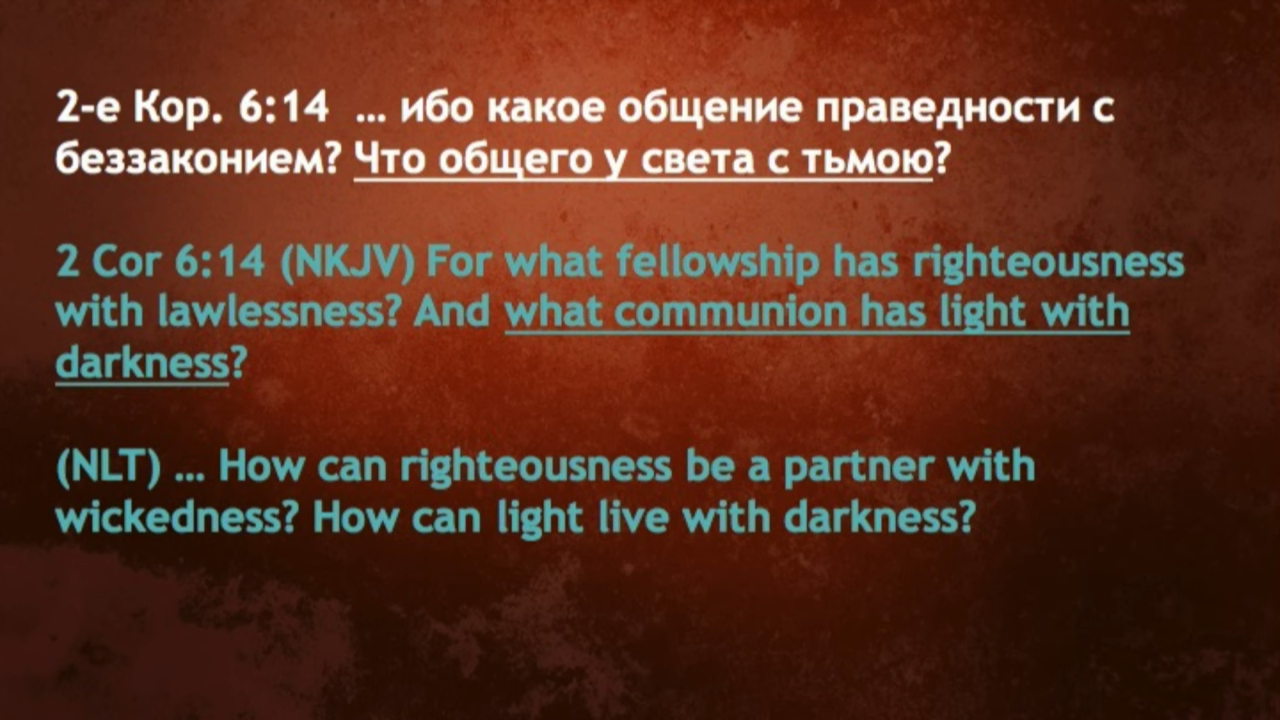 2-е Кор. 6:14 … ибо какое общение праведности с
беззаконием? Что общего у света с тьмою?
2 Cor 6:14 (NKJV) For what fellowship has righteousness
with lawlessness? And what communion has light with
darkness?
(NLT) … How can righteousness be a partner with
wickedness? How can light live with darkness?